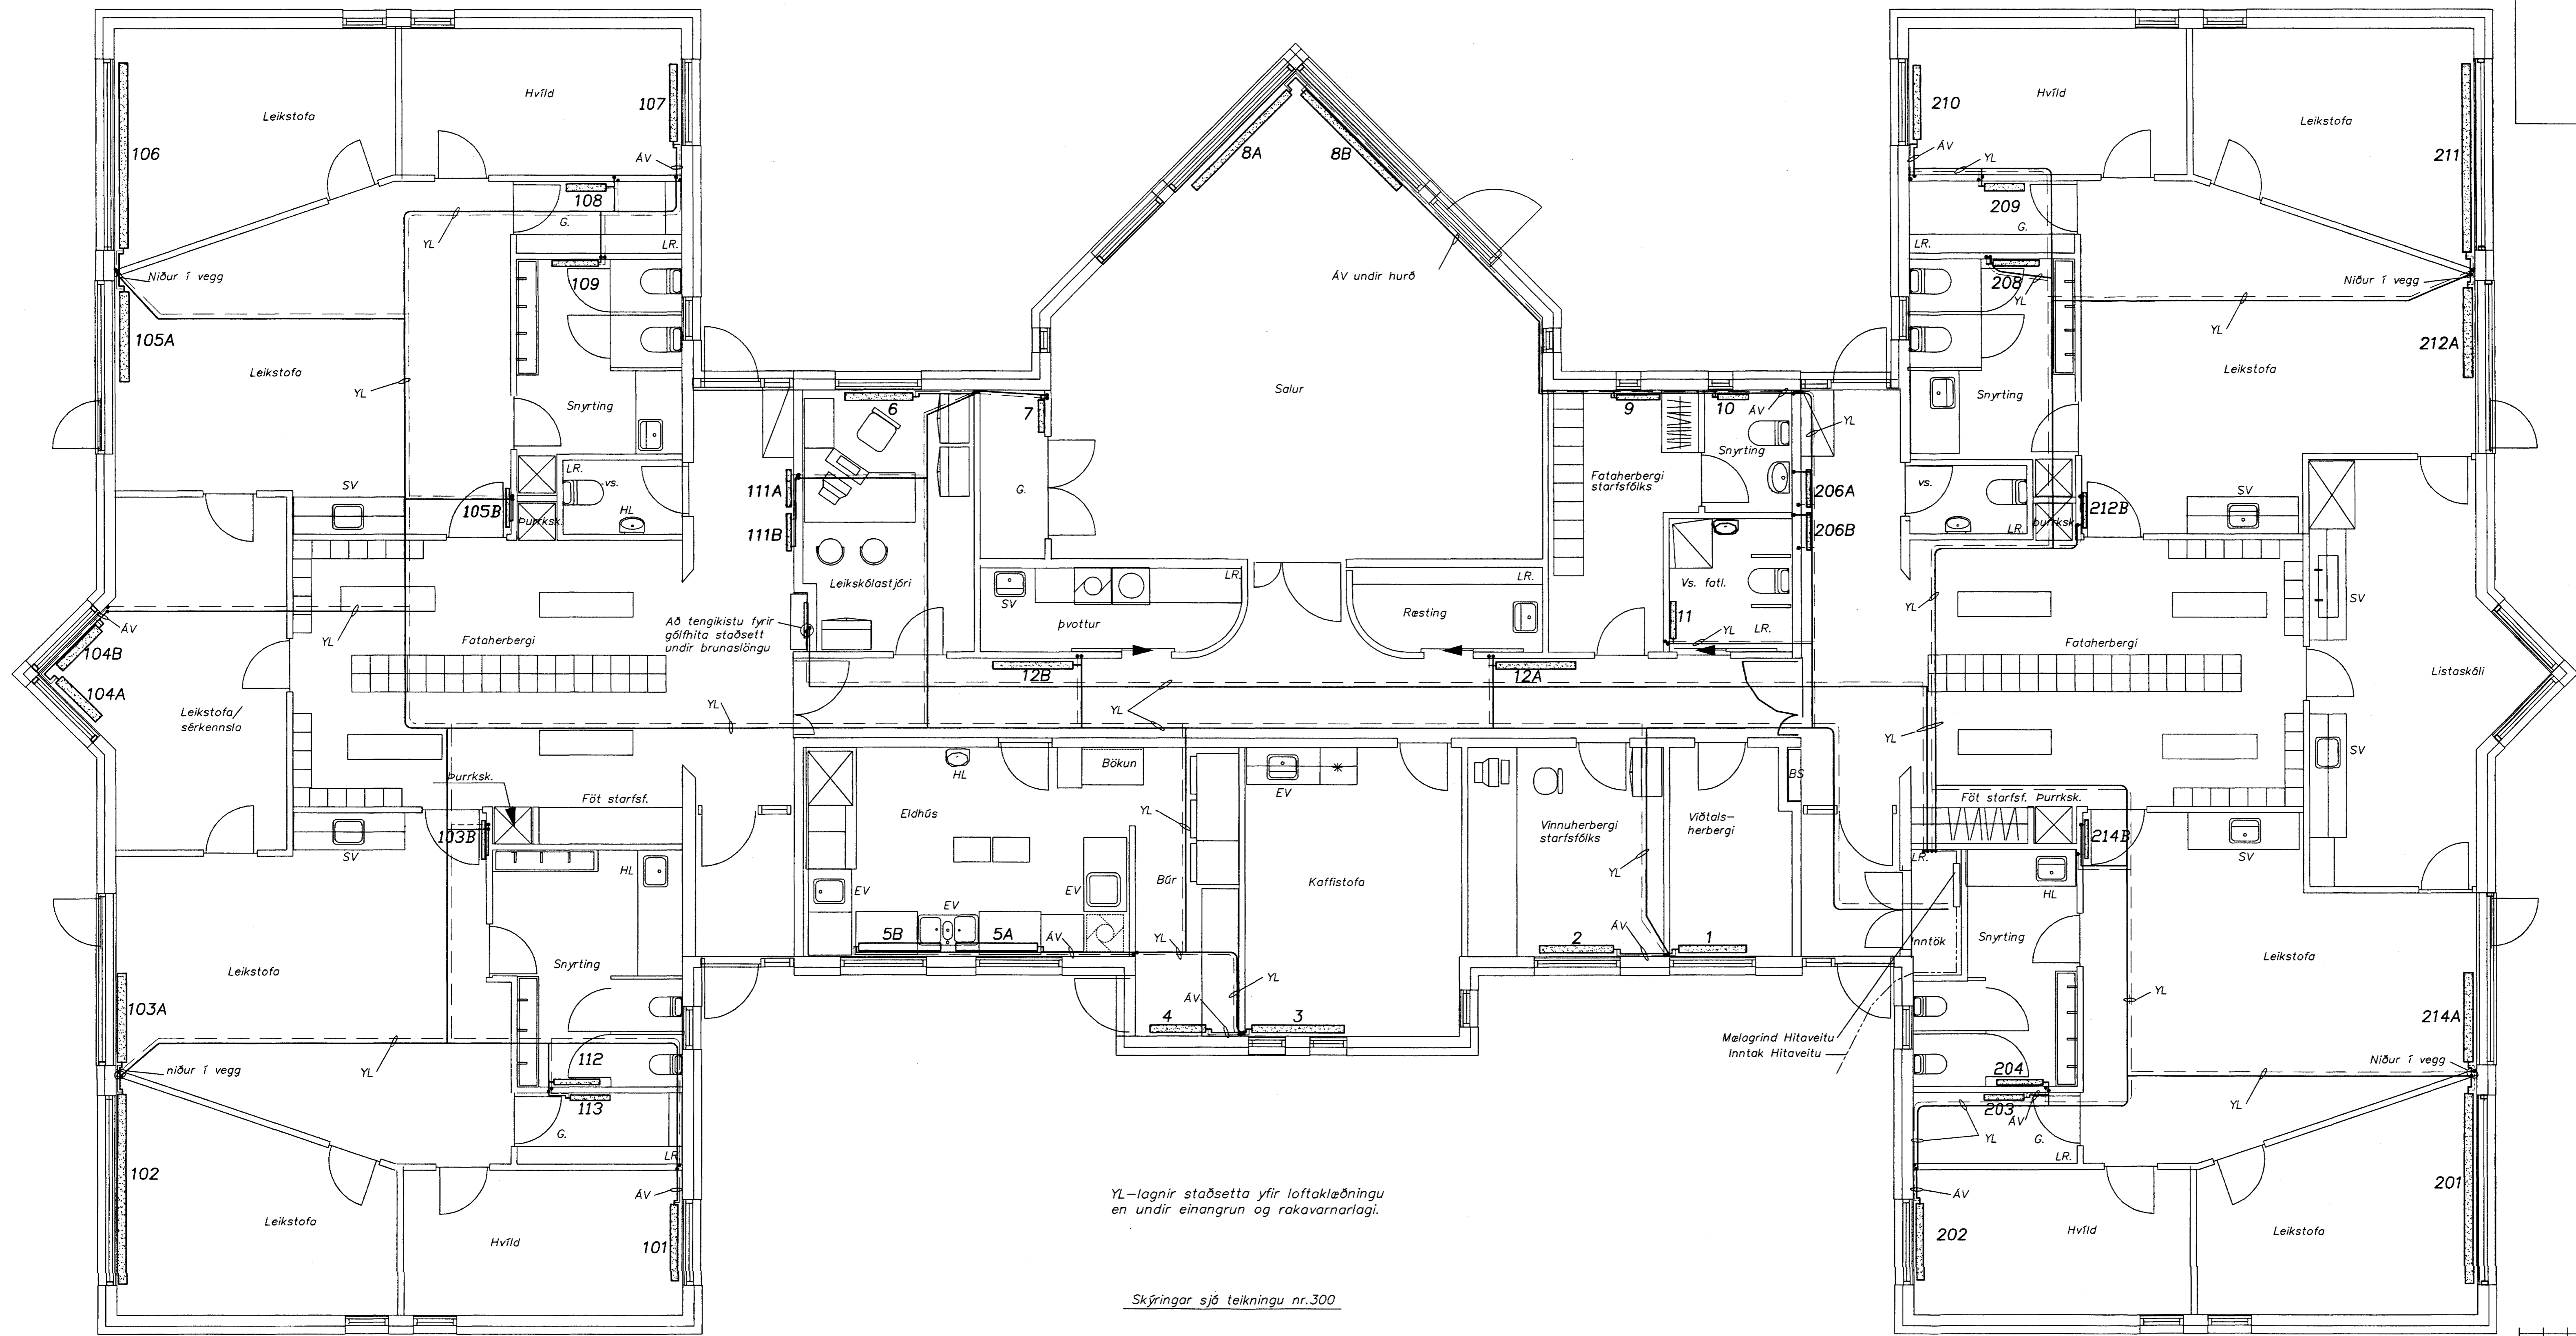 106
Leikstofa
Hvíld
107
ÁV
108
G.
LR.
YL
Niður í vegg
109
105A
Leikstofa
YL
Snyrting
SV
105B
Þurrksk.
LR.
vs.
HL
111A
111B
ÁV
104B
104A
YL
Fataherbergi
Leikstofa/
sérkennsla
YL
Að tengikistu fyrir
gólfhita staðsett
undir brunaslöngu
Þurrksk.
Föt starfsf.
103B
SV
HL
Leikstofa
Snyrting
103A
niður í vegg
YL
YL
112
113
G.
LR.
102
Leikstofa
Hvíld
ÁV
101
8A
8B
ÁV undir hurð
Salur
6
7
G.
Leikskólastjóri
SV
Þvottur
LR.
LR.
Ræsting
12B
12A
YL
9
10
ÁV
YL
Snyrting
Fataherbergi
starfsfólks
206A
206B
Vs. fatl.
11
YL
LR.
HL
Bökun
Eldhús
YL
EV
EV
EV
Búr
5B
5A
ÁV
YL
YL
ÁV
4
3
EV
Kaffistofa
Vinnuherbergi
starfsfólks
YL
ÁV
2
1
Viðtals-
herbergi
BS
210
Hvíld
Leikstofa
211
ÁV
YL
209
G.
LR.
208
YL
Niður í vegg
YL
212A
Leikstofa
Snyrting
vs.
LR.
Þurrksk.
212B
SV
YL
Fataherbergi
SV
Listaskáli
YL
SV
Föt starfsf.
Þurrksk.
214B
SV
LR.
HL
Inntök
Snyrting
Leikstofa
YL
214A
Mælagrind Hitaveitu
Inntak Hitaveitu
Niður í vegg
204
203
ÁV
YL
G.
LR.
YL
201
ÁV
202
Hvíld
Leikstofa
YL-lagnir staðsetta yfir loftaklæðningu
en undir einangrun og rakavarnarlagi.
Skýringar sjá teikningu nr.300